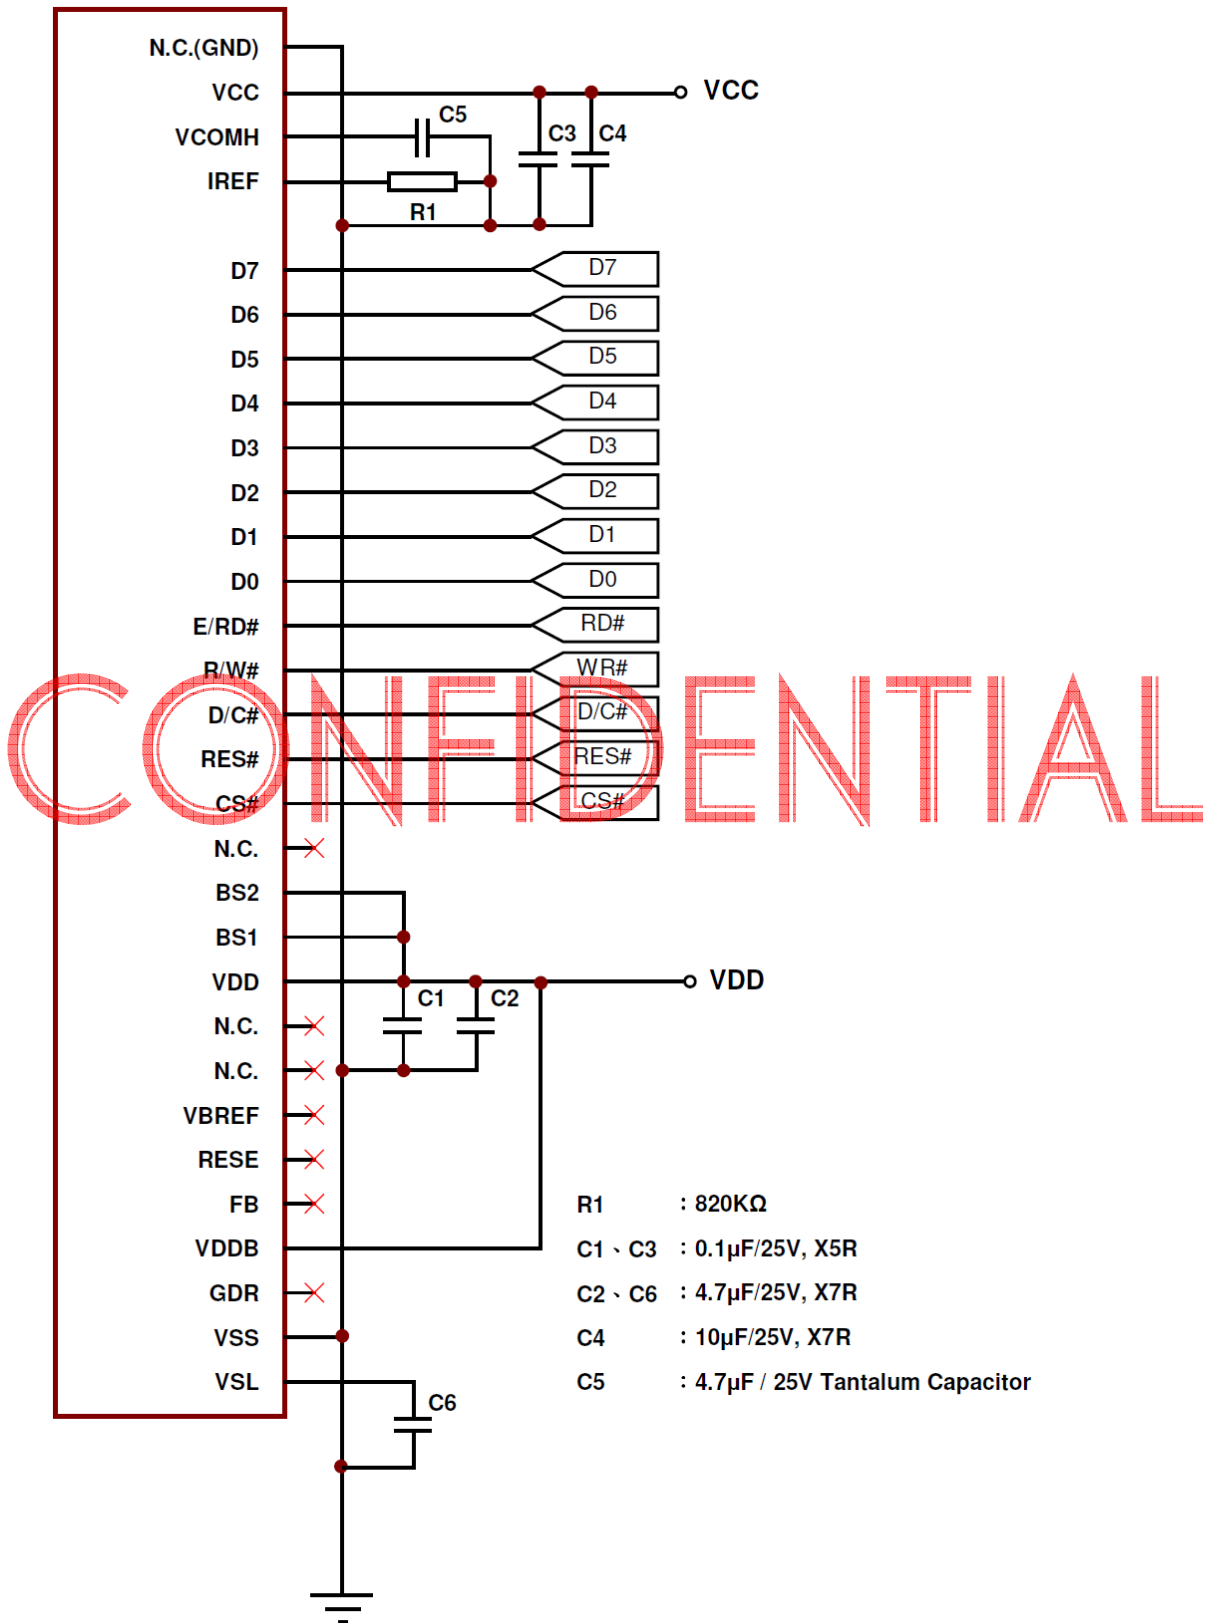 N.C.(GND)
VCC
VCC
C5
VCOMH
C3
C4
IREF
R1
D7
D7
D6
D6
D5
D5
D4
D4
D3
D3
D2
D2
D1
D1
D0
D0
E/RD#
RD#
R/W#
WR#
CONFIDENTIAL
D/C#
D/C#
RES#
RES#
CS#
CS#
N.C.
BS2
BS1
VDD
VDD
C1
C2
N.C.
N.C.
VBREF
RESE
FB
R1 : 820KΩ
VDDB
C1、C3 : 0.1µF/25V, X5R
GDR
C2、C6 : 4.7µF/25V, X7R
VSS
C4 : 10µF/25V, X7R
VSL
C5 : 4.7µF / 25V Tantalum Capacitor
C6